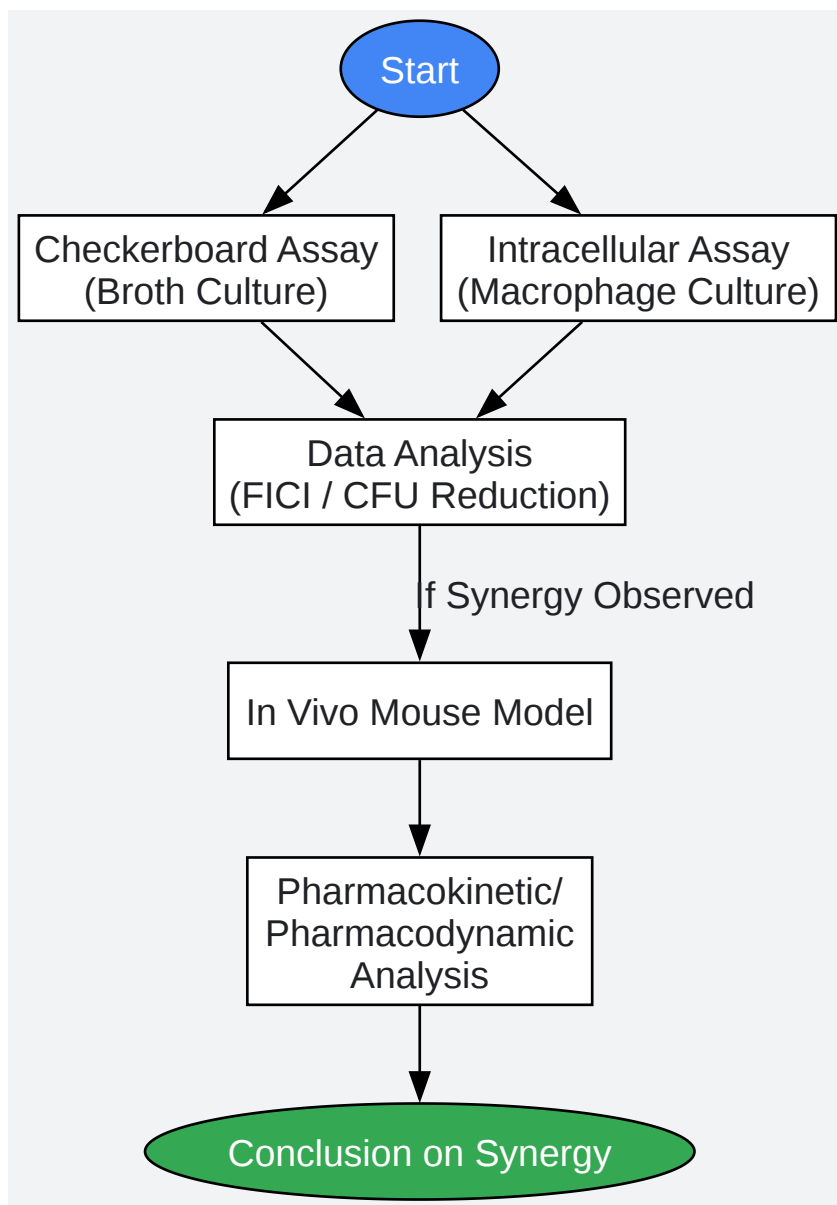 Start
Checkerboard Assay
(Broth Culture)
Intracellular Assay
(Macrophage Culture)
Data Analysis
(FICI / CFU Reduction)
If Synergy Observed
In Vivo Mouse Model
Pharmacokinetic/
Pharmacodynamic
Analysis
Conclusion on Synergy